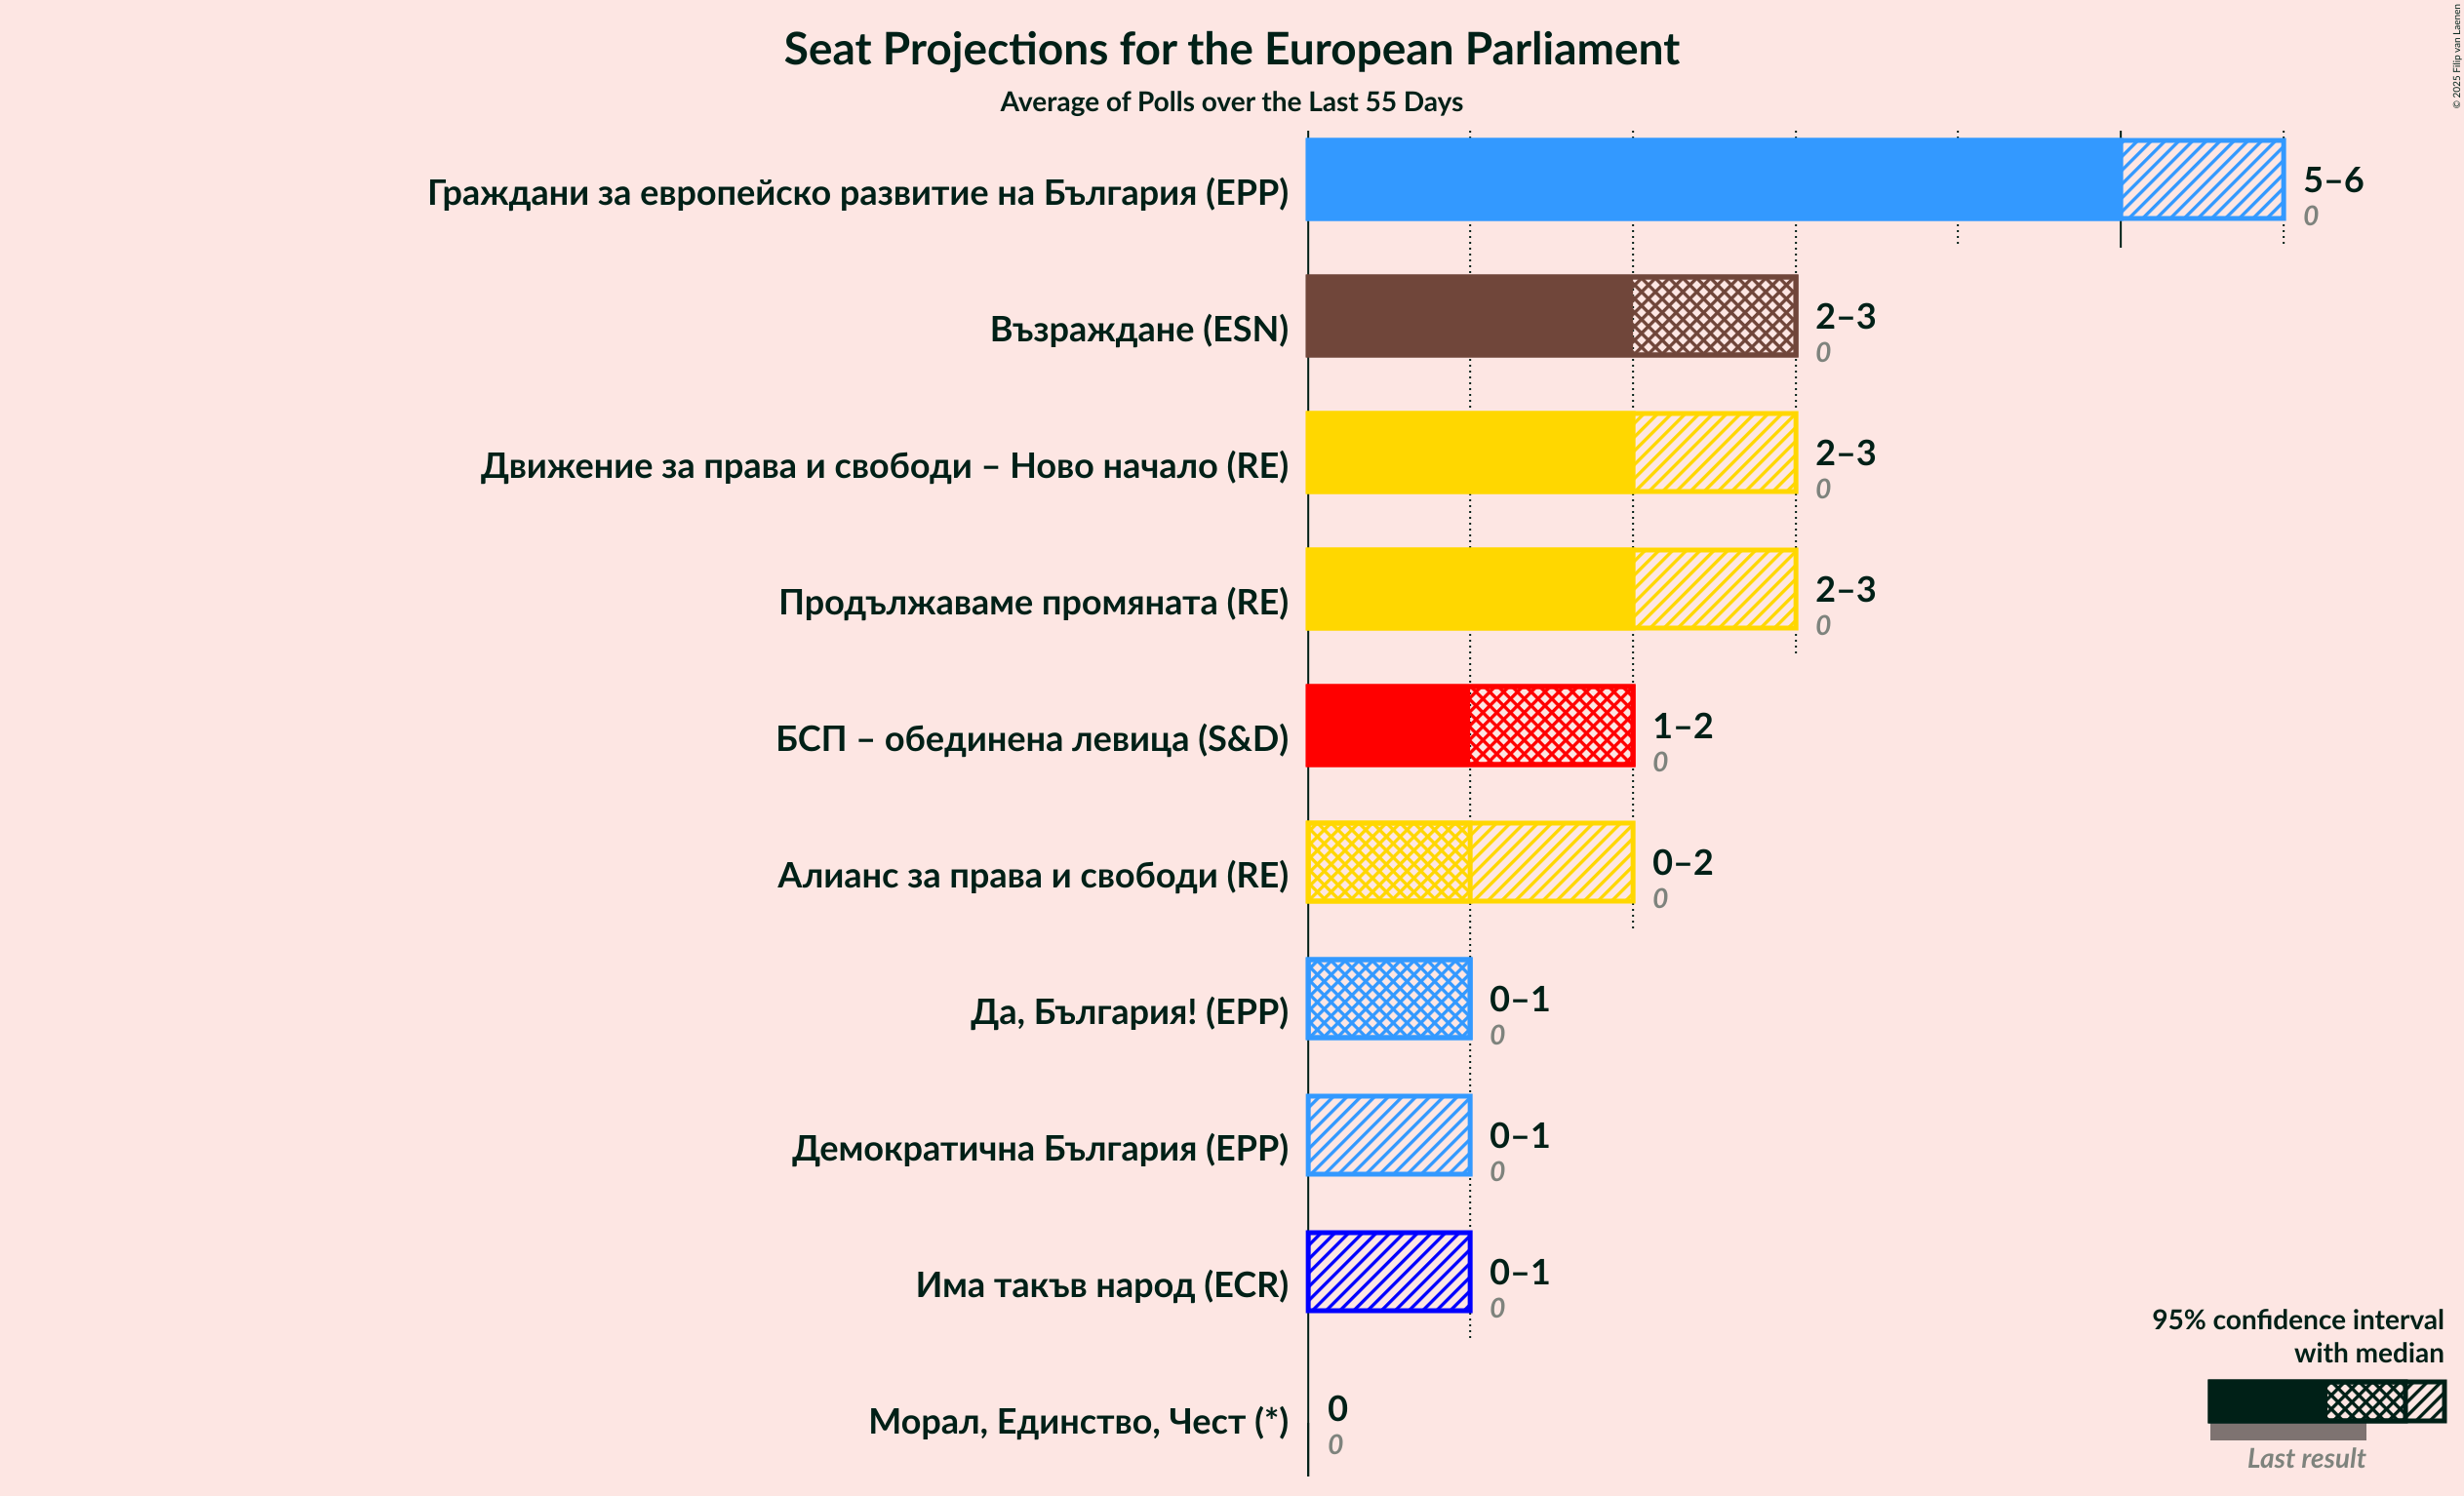 Seat Projections for the European Parliament
Average of Polls over the Last 55 Days
© 2025 Filip van Laenen
Граждани за европейско развитие на България (EPP)
5–6
0
Възраждане (ESN)
2–3
0
Движение за права и свободи – Ново начало (RE)
2–3
0
Продължаваме промяната (RE)
2–3
0
БСП – обединена левица (S&D)
1–2
0
Алианс за права и свободи (RE)
0–2
0
Да, България! (EPP)
0–1
0
Демократична България (EPP)
0–1
0
Има такъв народ (ECR)
0–1
0
Морал, Единство, Чест (*)
0
0
95% confidence interval
with median
Last result